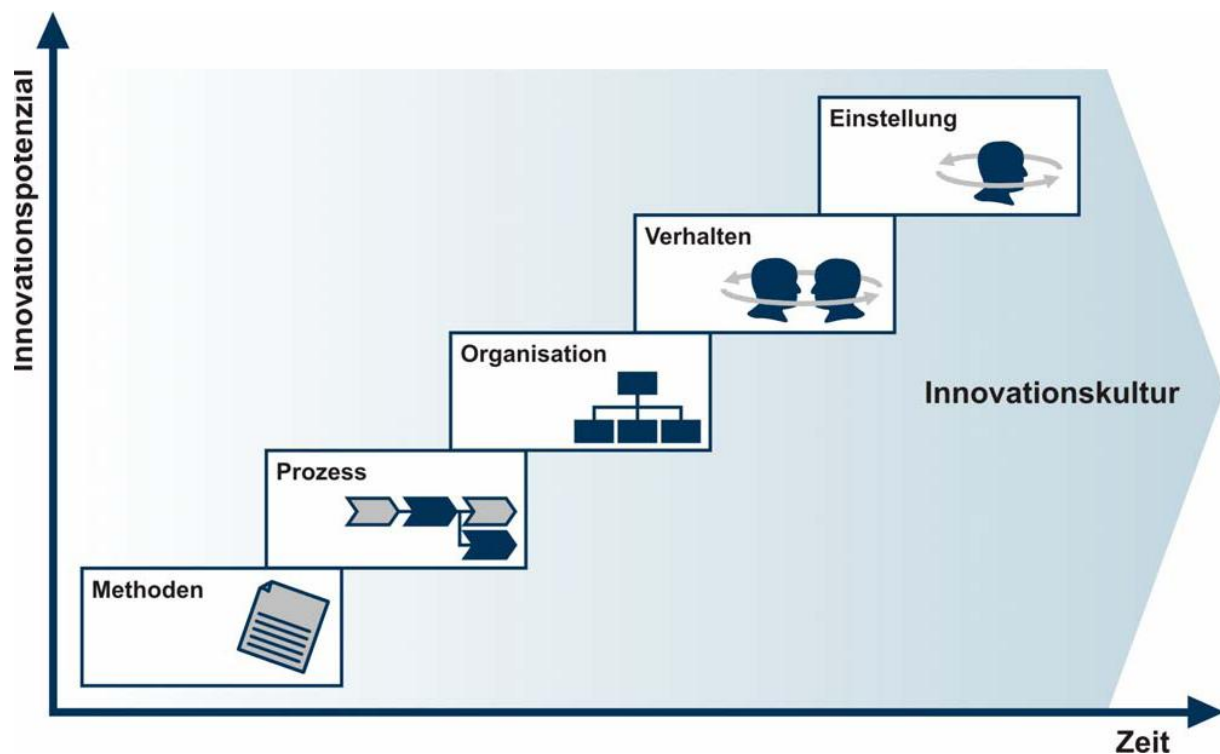 Innovationspotenzial
Einstellung
Verhalten
Organisation
Innovationskultur
Prozess
Methoden
Zeit